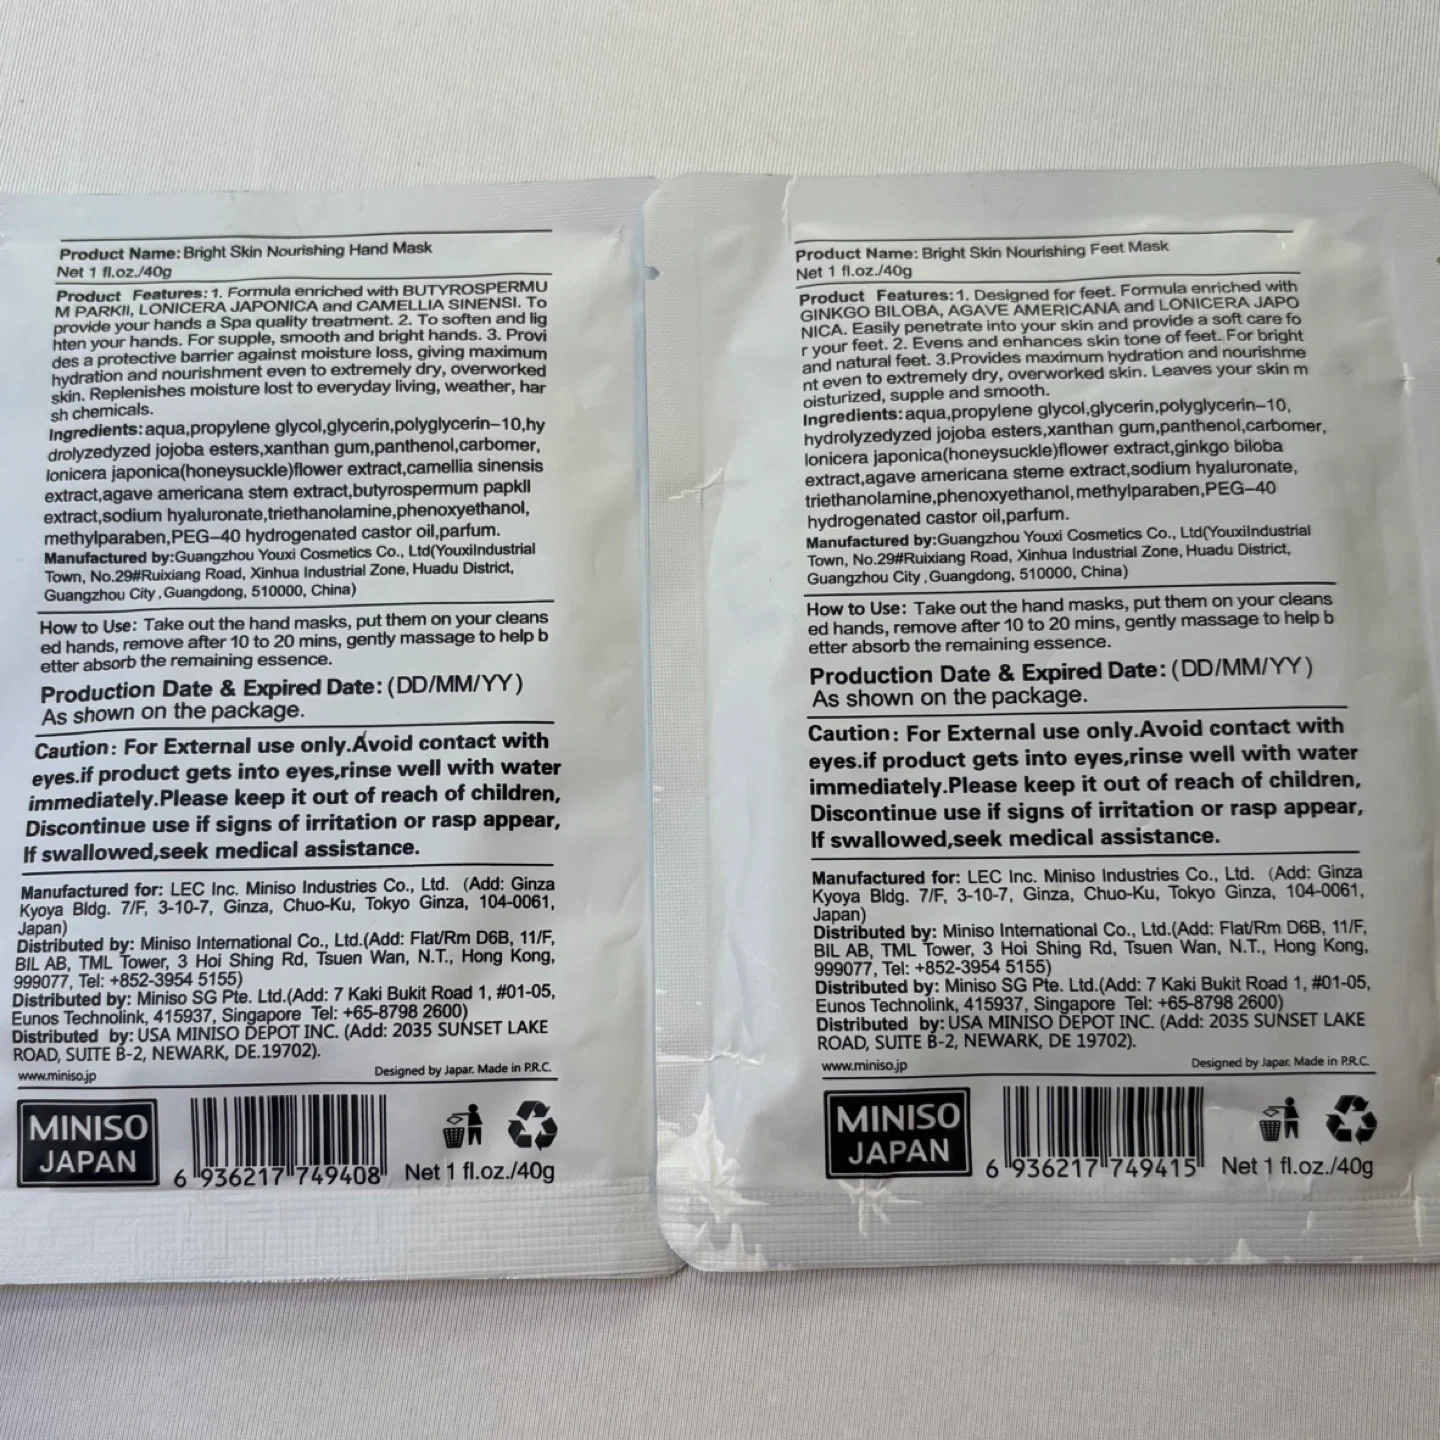 Product Name: Bright Skin Nourishing Hand Mask
Net 1 fl.oz./40g
Product Features: 1. Formula enriched with BUTYROSPERMU
M PARKII, LONICERA JAPONICA and CAMELLIA SINENSI. To
provide your hands a Spa quality treatment. 2. To soften and lig
hten your hands. For supple, smooth and bright hands. 3. Provi
des a protective barrier against moisture loss, giving maximum
hydration and nourishment even to extremely dry, overworked
skin. Replenishes moisture lost to everyday living, weather, har
sh chemicals.
Ingredients: aqua,propylene glycol,glycerin,polyglycerin-10,hy
drolyzedyzed jojoba esters,xanthan gum,panthenol,carbomer,
lonicera japonica(honeysuckle)flower extract,camellia sinensis
extract,agave americana stem extract,butyrospermum papkll
extract,sodium hyaluronate,triethanolamine,phenoxyethanol,
methylparaben,PEG-40 hydrogenated castor oil,parfum.
Manufactured by:Guangzhou Youxi Cosmetics Co., Ltd(YouxiIndustrial
Town, No.29#Ruixiang Road, Xinhua Industrial Zone, Huadu District,
Guangzhou City, Guangdong, 510000, China)
How to Use: Take out the hand masks, put them on your cleans
ed hands, remove after 10 to 20 mins, gently massage to help b
etter absorb the remaining essence.
Production Date & Expired Date: (DD/MM/YY)
As shown on the package.
Caution: For External use only.Avoid contact with
eyes.if product gets into eyes,rinse well with water
immediately.Please keep it out of reach of children,
Discontinue use if signs of irritation or rasp appear,
If swallowed,seek medical assistance.
Manufactured for: LEC Inc. Miniso Industries Co., Ltd. (Add: Ginza
Kyoya Bldg. 7/F, 3-10-7, Ginza, Chuo-Ku, Tokyo Ginza, 104-0061,
Japan)
Distributed by: Miniso International Co., Ltd.(Add: Flat/Rm D6B, 11/F,
BIL AB, TML Tower, 3 Hoi Shing Rd, Tsuen Wan, N.T., Hong Kong,
999077, Tel: +852-3954 5155)
Distributed by: Miniso SG Pte. Ltd.(Add: 7 Kaki Bukit Road 1, #01-05,
Eunos Technolink, 415937, Singapore Tel: +65-8798 2600)
Distributed by: USA MINISO DEPOT INC. (Add: 2035 SUNSET LAKE
ROAD, SUITE B-2, NEWARK, DE.19702).
www.miniso.jp
Designed by Japan. Made in P.R.C.
MINISO
JAPAN
6 936217 749408
Net 1 fl.oz./40g
Product Name: Bright Skin Nourishing Feet Mask
Net 1 fl.oz./40g
Product Features: 1. Designed for feet. Formula enriched with
GINKGO BILOBA, AGAVE AMERICANA and LONICERA JAPO
NICA. Easily penetrate into your skin and provide a soft care fo
r your feet. 2. Evens and enhances skin tone of feet. For bright
and natural feet. 3.Provides maximum hydration and nourishme
nt even to extremely dry, overworked skin. Leaves your skin m
oisturized, supple and smooth.
Ingredients: aqua,propylene glycol,glycerin,polyglycerin-10,
hydrolyzedyzed jojoba esters,xanthan gum,panthenol,carbomer,
lonicera japonica(honeysuckle)flower extract,ginkgo biloba
extract,agave americana steme extract,sodium hyaluronate,
triethanolamine,phenoxyethanol,methylparaben,PEG-40
hydrogenated castor oil,parfum.
Manufactured by:Guangzhou Youxi Cosmetics Co., Ltd(YouxiIndustrial
Town, No.29#Ruixiang Road, Xinhua Industrial Zone, Huadu District,
Guangzhou City, Guangdong, 510000, China)
How to Use: Take out the hand masks, put them on your cleans
ed hands, remove after 10 to 20 mins, gently massage to help b
etter absorb the remaining essence.
Production Date & Expired Date: (DD/MM/YY)
As shown on the package.
Caution: For External use only.Avoid contact with
eyes.if product gets into eyes,rinse well with water
immediately.Please keep it out of reach of children,
Discontinue use if signs of irritation or rasp appear,
If swallowed,seek medical assistance.
Manufactured for: LEC Inc. Miniso Industries Co., Ltd. (Add: Ginza
Kyoya Bldg. 7/F, 3-10-7, Ginza, Chuo-Ku, Tokyo Ginza, 104-0061,
Japan)
Distributed by: Miniso International Co., Ltd.(Add: Flat/Rm D6B, 11/F,
BIL AB, TML Tower, 3 Hoi Shing Rd, Tsuen Wan, N.T., Hong Kong,
999077, Tel: +852-3954 5155)
Distributed by: Miniso SG Pte. Ltd.(Add: 7 Kaki Bukit Road 1, #01-05,
Eunos Technolink, 415937, Singapore Tel: +65-8798 2600)
Distributed by: USA MINISO DEPOT INC. (Add: 2035 SUNSET LAKE
ROAD, SUITE B-2, NEWARK, DE 19702).
www.miniso.jp
Designed by Japan. Made in P.R.C.
MINISO
JAPAN
6 936217 749415
Net 1 fl.oz./40g